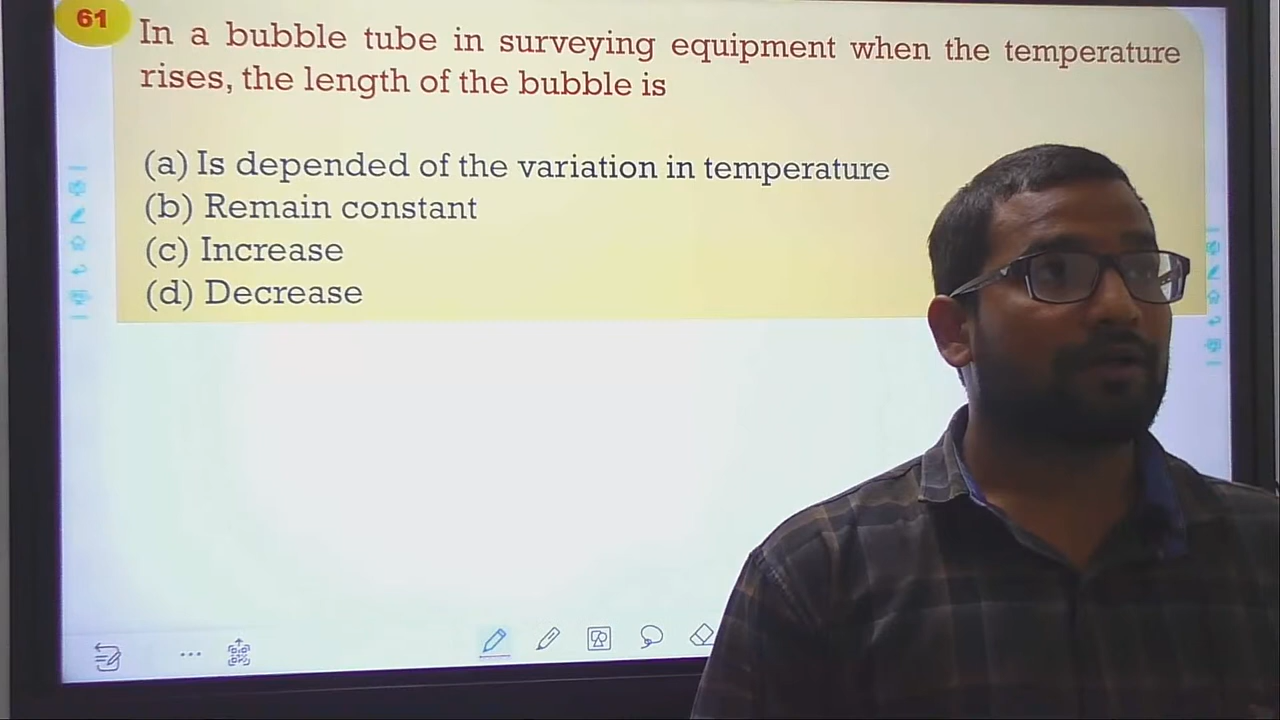 61
In a bubble tube in surveying equipment when the temperature
rises, the length of the bubble is
(a) Is depended of the variation in temperature
(b) Remain constant
(c) Increase
(d) Decrease